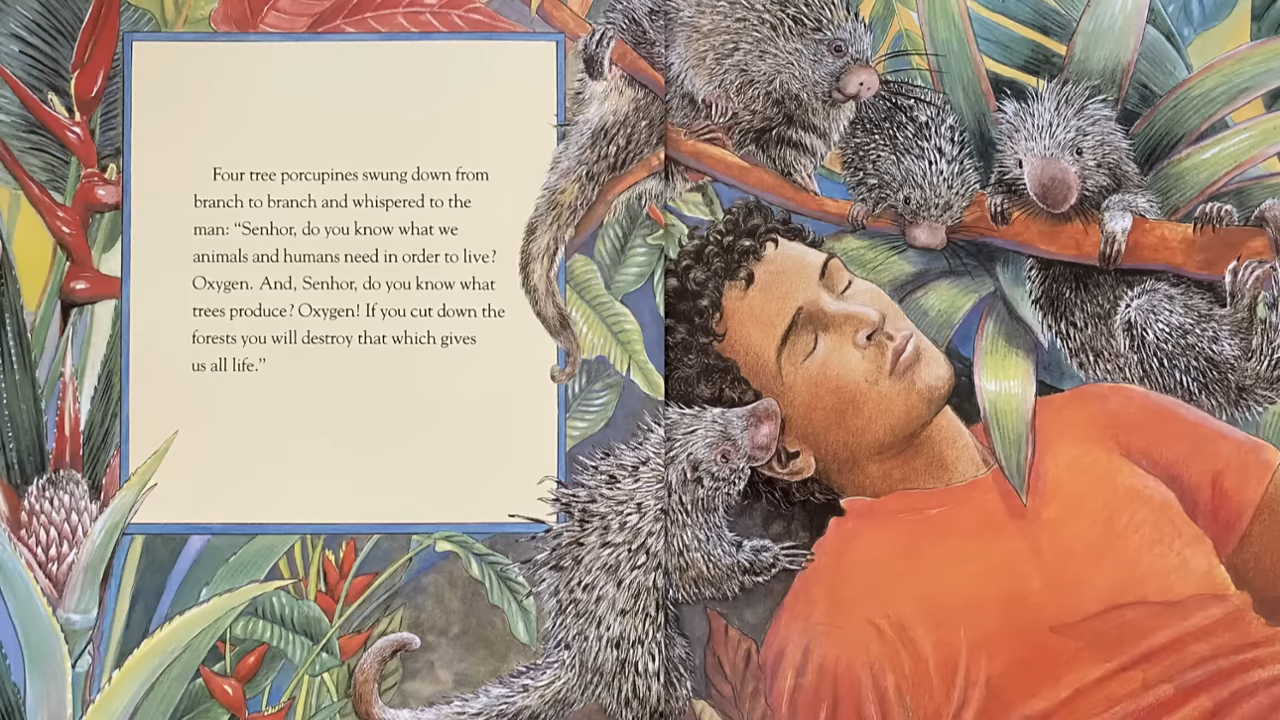 Four tree porcupines swung down from
branch to branch and whispered to the
man: “Senhor, do you know what we
animals and humans need in order to live?
Oxygen. And, Senhor, do you know what
trees produce? Oxygen! If you cut down the
forests you will destroy that which gives
us all life.”